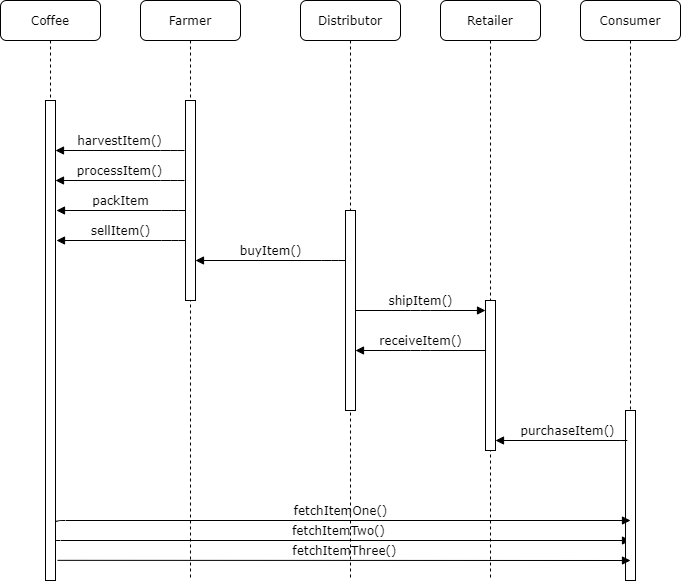 Coffee
Farmer
Distributor
Retailer
Consumer
harvestItem()
processItem()
packItem
sellItem()
buyItem()
shipItem()
receiveItem()
purchaseItem()
fetchItemOne()
fetchItemTwo()
fetchItemThree()